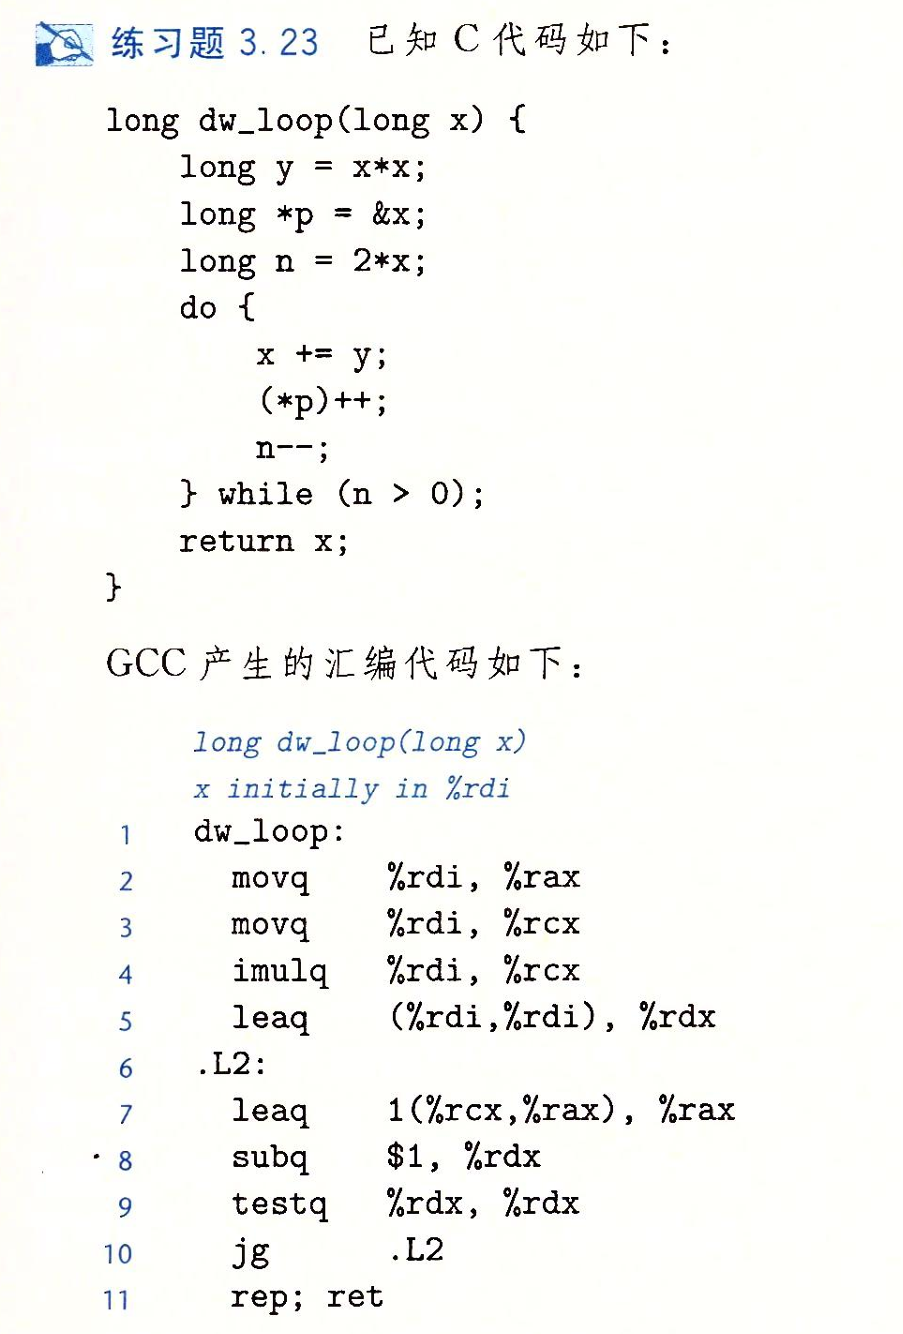 练习题 3.23 已知 C 代码如下：
long dw_loop(long x) {
    long y = x*x;
    long *p = &x;
    long n = 2*x;
    do {
        x += y;
        (*p)++;
        n--;
    } while (n > 0);
    return x;
}
GCC 产生的汇编代码如下：
long dw_loop(long x)
x initially in %rdi
1 dw_loop:
2 movq %rdi, %rax
3 movq %rdi, %rcx
4 imulq %rdi, %rcx
5 leaq (%rdi,%rdi), %rdx
6 .L2:
7 leaq 1(%rcx,%rax), %rax
8 subq $1, %rdx
9 testq %rdx, %rdx
10 jg .L2
11 rep; ret